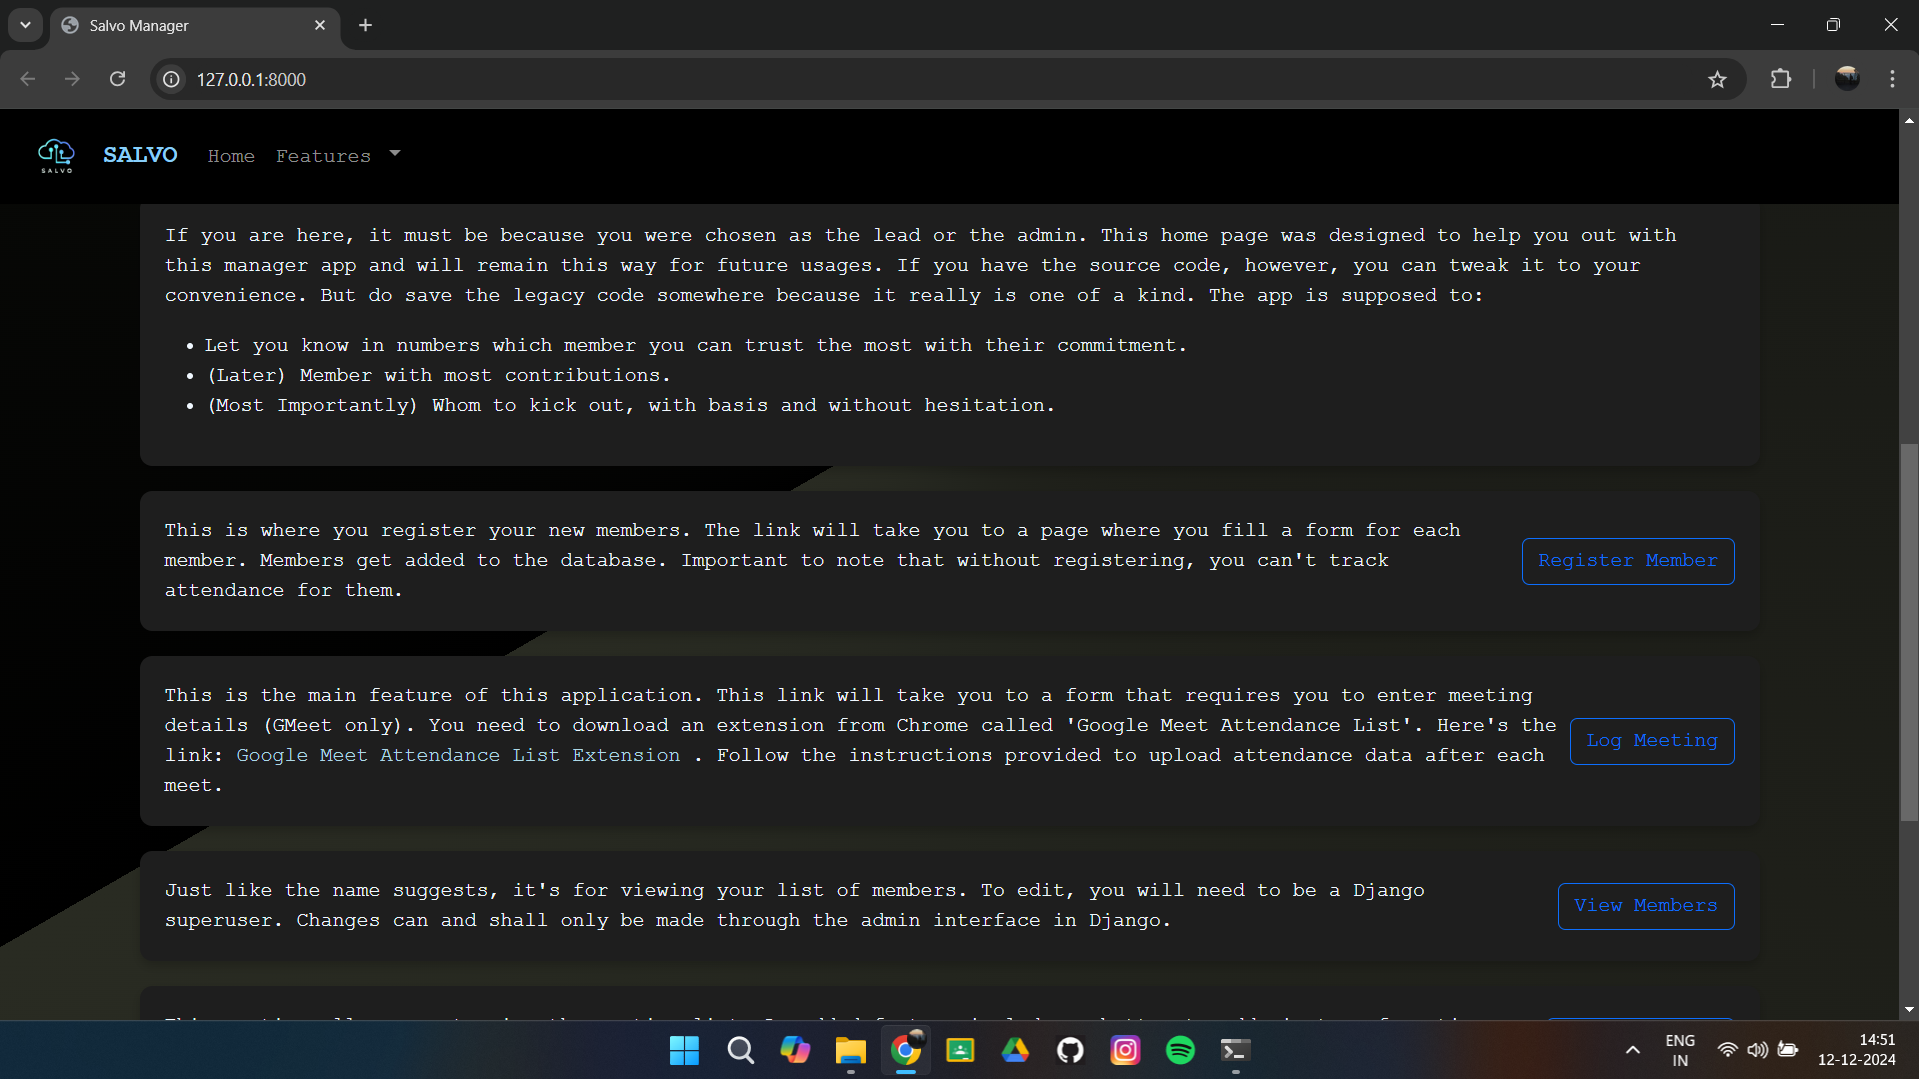 Salvo Manager
127.0.0.1:8000
SALVO
SALVO
Home
Features
If you are here, it must be because you were chosen as the lead or the admin. This home page was designed to help you out with
this manager app and will remain this way for future usages. If you have the source code, however, you can tweak it to your
convenience. But do save the legacy code somewhere because it really is one of a kind. The app is supposed to:
• Let you know in numbers which member you can trust the most with their commitment.
• (Later) Member with most contributions.
• (Most Importantly) Whom to kick out, with basis and without hesitation.
This is where you register your new members. The link will take you to a page where you fill a form for each
member. Members get added to the database. Important to note that without registering, you can't track
attendance for them.
Register Member
This is the main feature of this application. This link will take you to a form that requires you to enter meeting
details (GMeet only). You need to download an extension from Chrome called 'Google Meet Attendance List'. Here's the
link: Google Meet Attendance List Extension . Follow the instructions provided to upload attendance data after each
meet.
Log Meeting
Just like the name suggests, it's for viewing your list of members. To edit, you will need to be a Django
superuser. Changes can and shall only be made through the admin interface in Django.
View Members
ENG
IN
14:51
12-12-2024